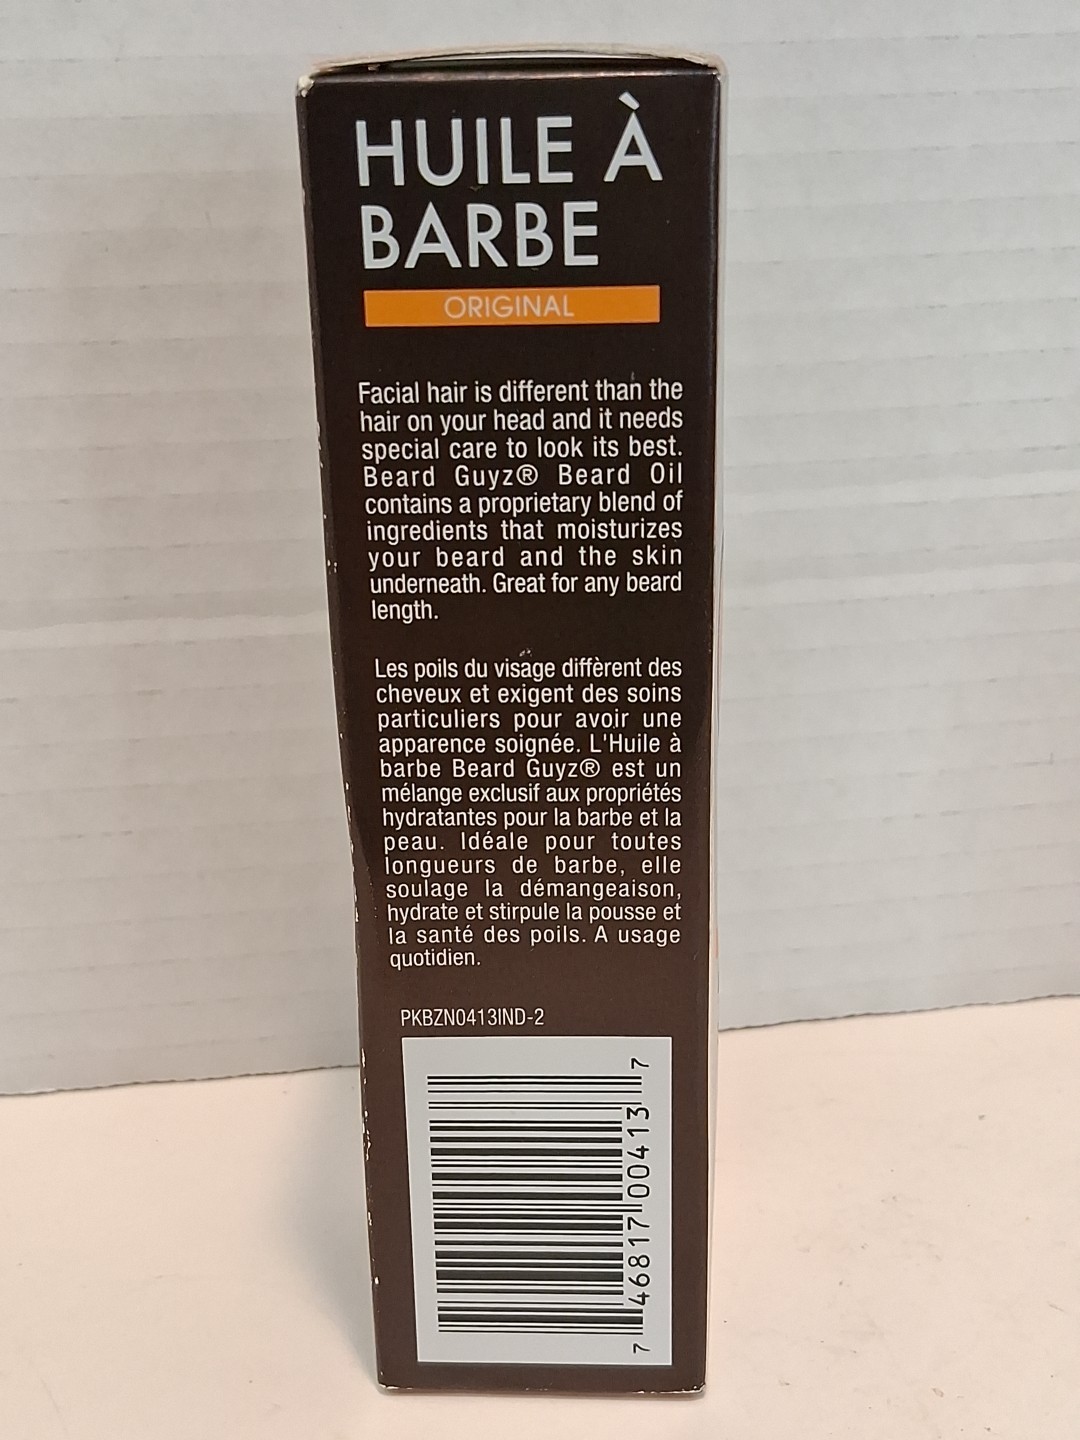 HUILE À
BARBE
ORIGINAL
Facial hair is different than the
hair on your head and it needs
special care to look its best.
Beard Guyz® Beard Oil
contains a proprietary blend of
ingredients that moisturizes
your beard and the skin
underneath. Great for any beard
length.
Les poils du visage diffèrent des
cheveux et exigent des soins
particuliers pour avoir une
apparence soignée. L'Huile à
barbe Beard Guyz® est un
mélange exclusif aux propriétés
hydratantes pour la barbe et la
peau. Idéale pour toutes
longueurs de barbe, elle
soulage la démangeaison,
hydrate et stirpule la pousse et
la santé des poils. A usage
quotidien.
PKBZN0413IND-2
7 46817 00413 7